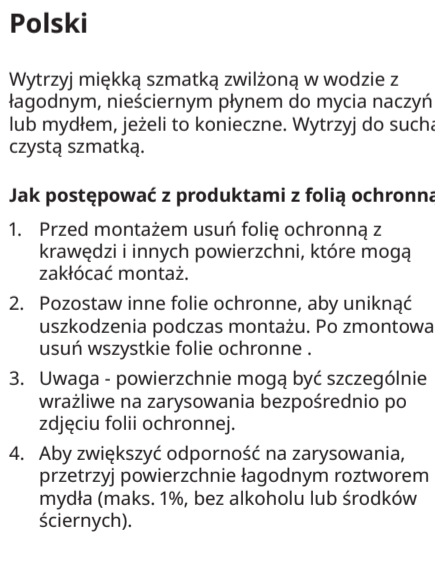 Polski
Wytrzyj miękką szmatką zwilżoną w wodzie z
łagodnym, nieściernym płynem do mycia naczyń
lub mydłem, jeżeli to konieczne. Wytrzyj do sucha
czystą szmatką.
Jak postępować z produktami z folią ochronną
1. Przed montażem usuń folię ochronną z
krawędzi i innych powierzchni, które mogą
zakłócać montaż.
2. Pozostaw inne folie ochronne, aby uniknąć
uszkodzenia podczas montażu. Po zmontowa
usuń wszystkie folie ochronne .
3. Uwaga - powierzchnie mogą być szczególnie
wrażliwe na zarysowania bezpośrednio po
zdjęciu folii ochronnej.
4. Aby zwiększyć odporność na zarysowania,
przetrzyj powierzchnie łagodnym roztworem
mydła (maks. 1%, bez alkoholu lub środków
ściernych).